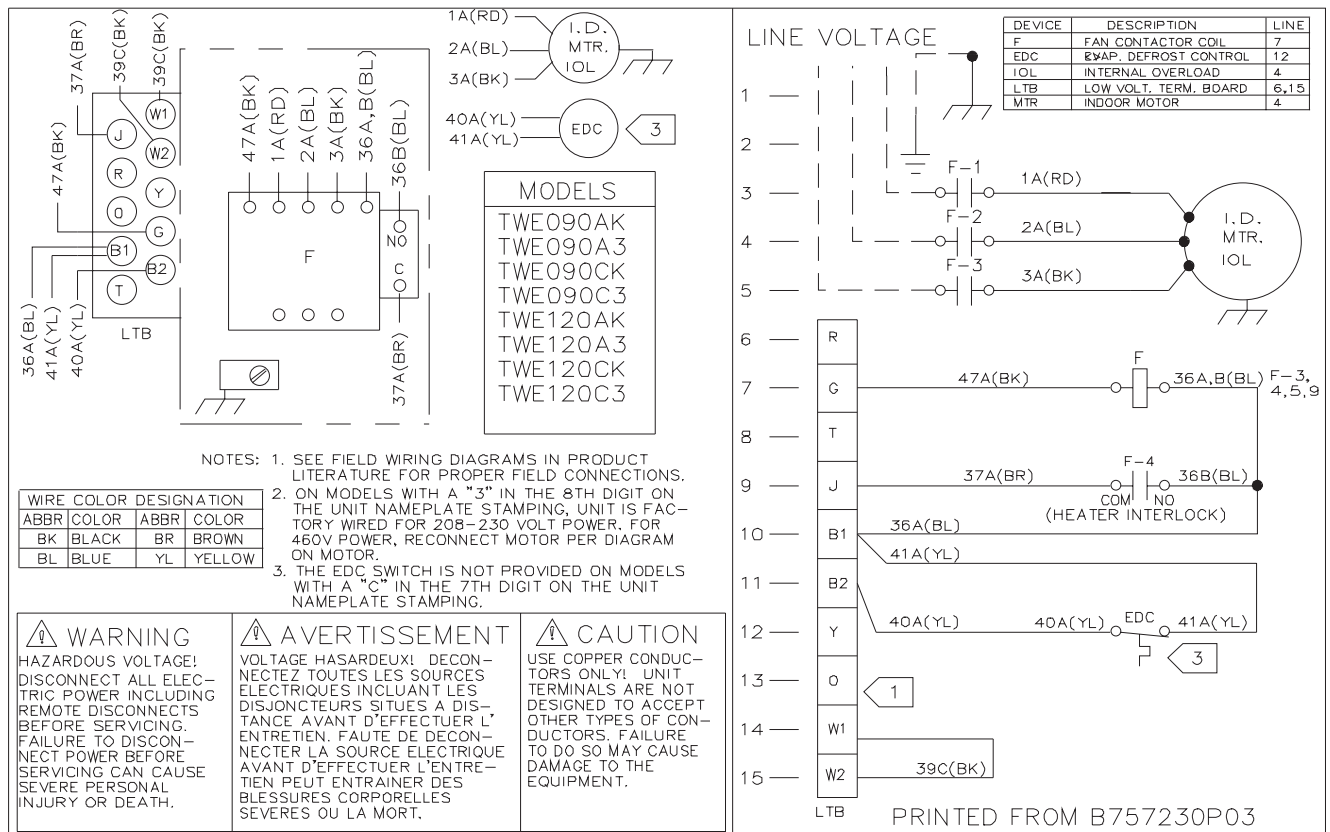 37A(BR)
39C(BK)
39C(BK)
47A(BK)
J
R
O
B1
T
W1
W2
Y
G
B2
LTB
36A(BL)
41A(YL)
40A(YL)
47A(BK)
1A(RD)
2A(BL)
3A(BK)
36A,B(BL)
36B(BL)
F
NO
C
37A(BR)
1A(RD)
2A(BL)
3A(BK)
I.D.
MTR.
IOL
40A(YL)
41A(YL)
EDC
3
MODELS
TWE090AK
TWE090A3
TWE090CK
TWE090C3
TWE120AK
TWE120A3
TWE120CK
TWE120C3
NOTES: 1. SEE FIELD WIRING DIAGRAMS IN PRODUCT
LITERATURE FOR PROPER FIELD CONNECTIONS.
2. ON MODELS WITH A "3" IN THE 8TH DIGIT ON
THE UNIT NAMEPLATE STAMPING, UNIT IS FAC-
TORY WIRED FOR 208-230 VOLT POWER. FOR
460V POWER, RECONNECT MOTOR PER DIAGRAM
ON MOTOR.
3. THE EDC SWITCH IS NOT PROVIDED ON MODELS
WITH A "C" IN THE 7TH DIGIT ON THE UNIT
NAMEPLATE STAMPING.
WIRE COLOR DESIGNATION
ABBR COLOR ABBR COLOR
BK BLACK BR BROWN
BL BLUE YL YELLOW
WARNING
HAZARDOUS VOLTAGE!
DISCONNECT ALL ELEC-
TRIC POWER INCLUDING
REMOTE DISCONNECTS
BEFORE SERVICING.
FAILURE TO DISCON-
NECT POWER BEFORE
SERVICING CAN CAUSE
SEVERE PERSONAL
INJURY OR DEATH.
AVERTISSEMENT
VOLTAGE HASARDEUX! DECON-
NECTEZ TOUTES LES SOURCES
ELECTRIQUES INCLUANT LES
DISJONCTEURS SITUES A DIS-
TANCE AVANT D'EFFECTUER L'
ENTRETIEN. FAUTE DE DECON-
NECTER LA SOURCE ELECTRIQUE
AVANT D'EFFECTUER L'ENTRE-
TIEN PEUT ENTRAINER DES
BLESSURES CORPORELLES
SEVERES OU LA MORT.
CAUTION
USE COPPER CONDUC-
TORS ONLY! UNIT
TERMINALS ARE NOT
DESIGNED TO ACCEPT
OTHER TYPES OF CON-
DUCTORS. FAILURE
TO DO SO MAY CAUSE
DAMAGE TO THE
EQUIPMENT.
LINE VOLTAGE
DEVICE DESCRIPTION LINE
F FAN CONTACTOR COIL 7
EDC EVAP. DEFROST CONTROL 12
IOL INTERNAL OVERLOAD 4
LTB LOW VOLT. TERM. BOARD 6,15
MTR INDOOR MOTOR 4
1
2
3 F-1 1A(RD)
4 F-2 2A(BL)
5 F-3 3A(BK)
I.D.
MTR.
IOL
6 R
7 G 47A(BK) F 36A,B(BL) F-3,
4,5,9
8 T
9 J 37A(BR) F-4 36B(BL)
COM NO
(HEATER INTERLOCK)
10 B1 36A(BL)
41A(YL)
11 B2
12 Y 40A(YL) 40A(YL) EDC 41A(YL)
3
13 O 1
14 W1
15 W2 39C(BK)
LTB
PRINTED FROM B757230P03